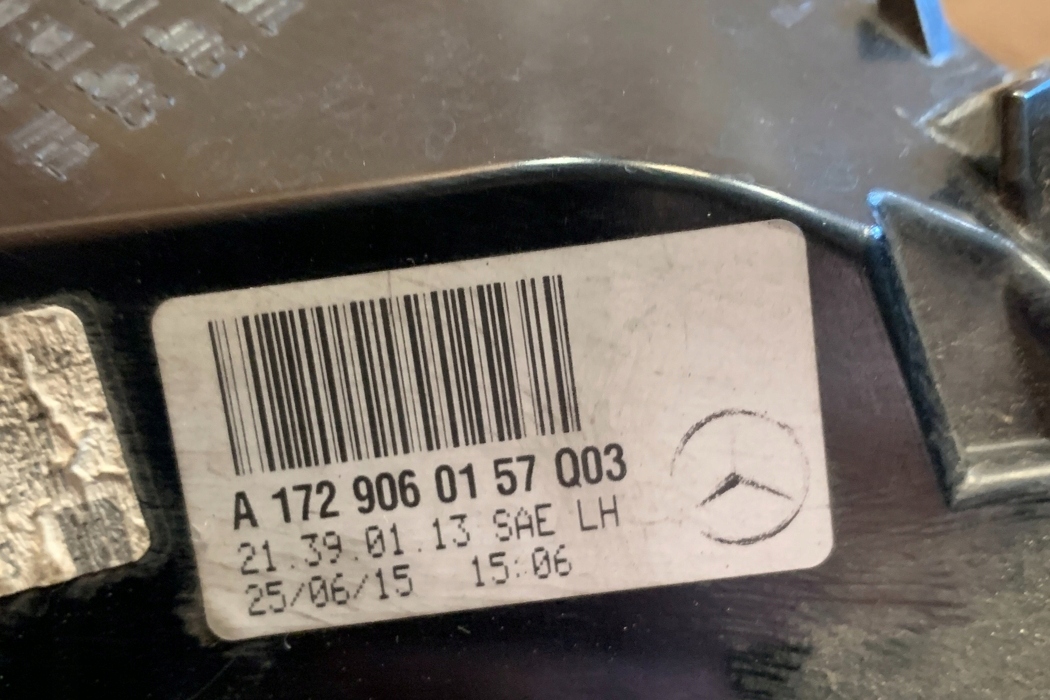 A 172 906 01 57 Q03
21.39.01.13 SAE LH
25/06/15 15:06